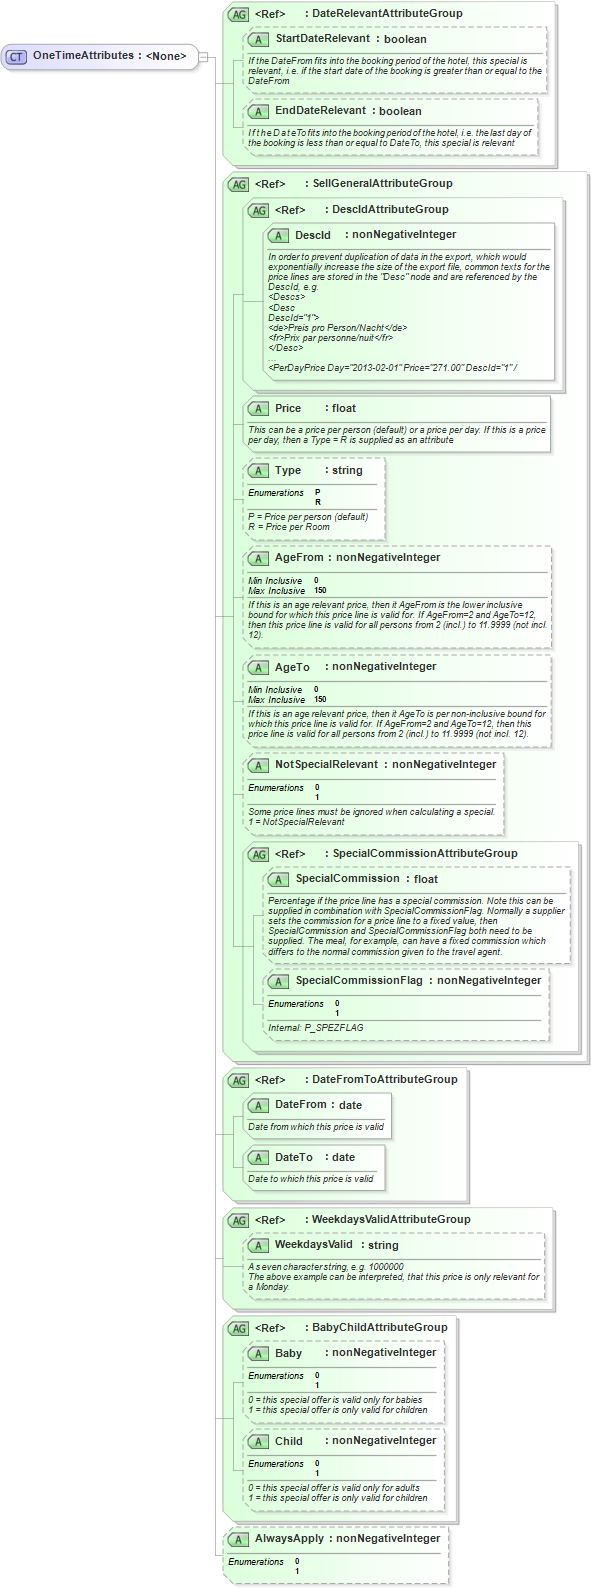 AG <Ref> : DateRelevantAttributeGroup
A StartDateRelevant : boolean
If the DateFrom fits into the booking period of the hotel, this special is
relevant, i.e. if the start date of the booking is greater than or equal to the
DateFrom
CT OneTimeAttributes : <None>
A EndDateRelevant : boolean
If the DateTo fits into the booking period of the hotel, i.e. the last day of
the booking is less than or equal to DateTo, this special is relevant
AG <Ref> : SellGeneralAttributeGroup
AG <Ref> : DescIdAttributeGroup
A DescId : nonNegativeInteger
In order to prevent duplication of data in the export, which would
exponentially increase the size of the export file, common texts for the
price lines are stored in the "Desc" node and are referenced by the
DescId, e.g.
<Descs>
<Desc
DescId="1">
<de>Preis pro Person/Nacht</de>
<fr>Prix par personne/nuit</fr>
</Desc>
...
<PerDayPrice Day="2013-02-01" Price="271.00" DescId="1" /
A Price : float
This can be a price per person (default) or a price per day. If this is a price
per day, then a Type = R is supplied as an attribute
A Type : string
Enumerations P
R
P = Price per person (default)
R = Price per Room
A AgeFrom : nonNegativeInteger
Min Inclusive 0
Max Inclusive 150
If this is an age relevant price, then it AgeFrom is the lower inclusive
bound for which this price line is valid for. If AgeFrom=2 and AgeTo=12,
then this price line is valid for all persons from 2 (incl.) to 11.9999 (not incl.
12).
A AgeTo : nonNegativeInteger
Min Inclusive 0
Max Inclusive 150
If this is an age relevant price, then it AgeTo is per non-inclusive bound for
which this price line is valid for. If AgeFrom=2 and AgeTo=12, then this
price line is valid for all persons from 2 (incl.) to 11.9999 (not incl. 12).
A NotSpecialRelevant : nonNegativeInteger
Enumerations 0
1
Some price lines must be ignored when calculating a special.
1 = NotSpecialRelevant
AG <Ref> : SpecialCommissionAttributeGroup
A SpecialCommission : float
Percentage if the price line has a special commission. Note this can be
supplied in combination with SpecialCommissionFlag. Normally a supplier
sets the commission for a price line to a fixed value, then
SpecialCommission and SpecialCommissionFlag both need to be
supplied. The meal, for example, can have a fixed commission which
differs to the normal commission given to the travel agent.
A SpecialCommissionFlag : nonNegativeInteger
Enumerations 0
1
Internal: P_SPEZFLAG
AG <Ref> : DateFromToAttributeGroup
A DateFrom : date
Date from which this price is valid
A DateTo : date
Date to which this price is valid
AG <Ref> : WeekdaysValidAttributeGroup
A WeekdaysValid : string
A seven character string, e.g. 1000000
The above example can be interpreted, that this price is only relevant for
a Monday.
AG <Ref> : BabyChildAttributeGroup
A Baby : nonNegativeInteger
Enumerations 0
1
0 = this special offer is valid only for babies
1 = this special offer is only valid for children
A Child : nonNegativeInteger
Enumerations 0
1
0 = this special offer is valid only for adults
1 = this special offer is only valid for children
A AlwaysApply : nonNegativeInteger
Enumerations 0
1